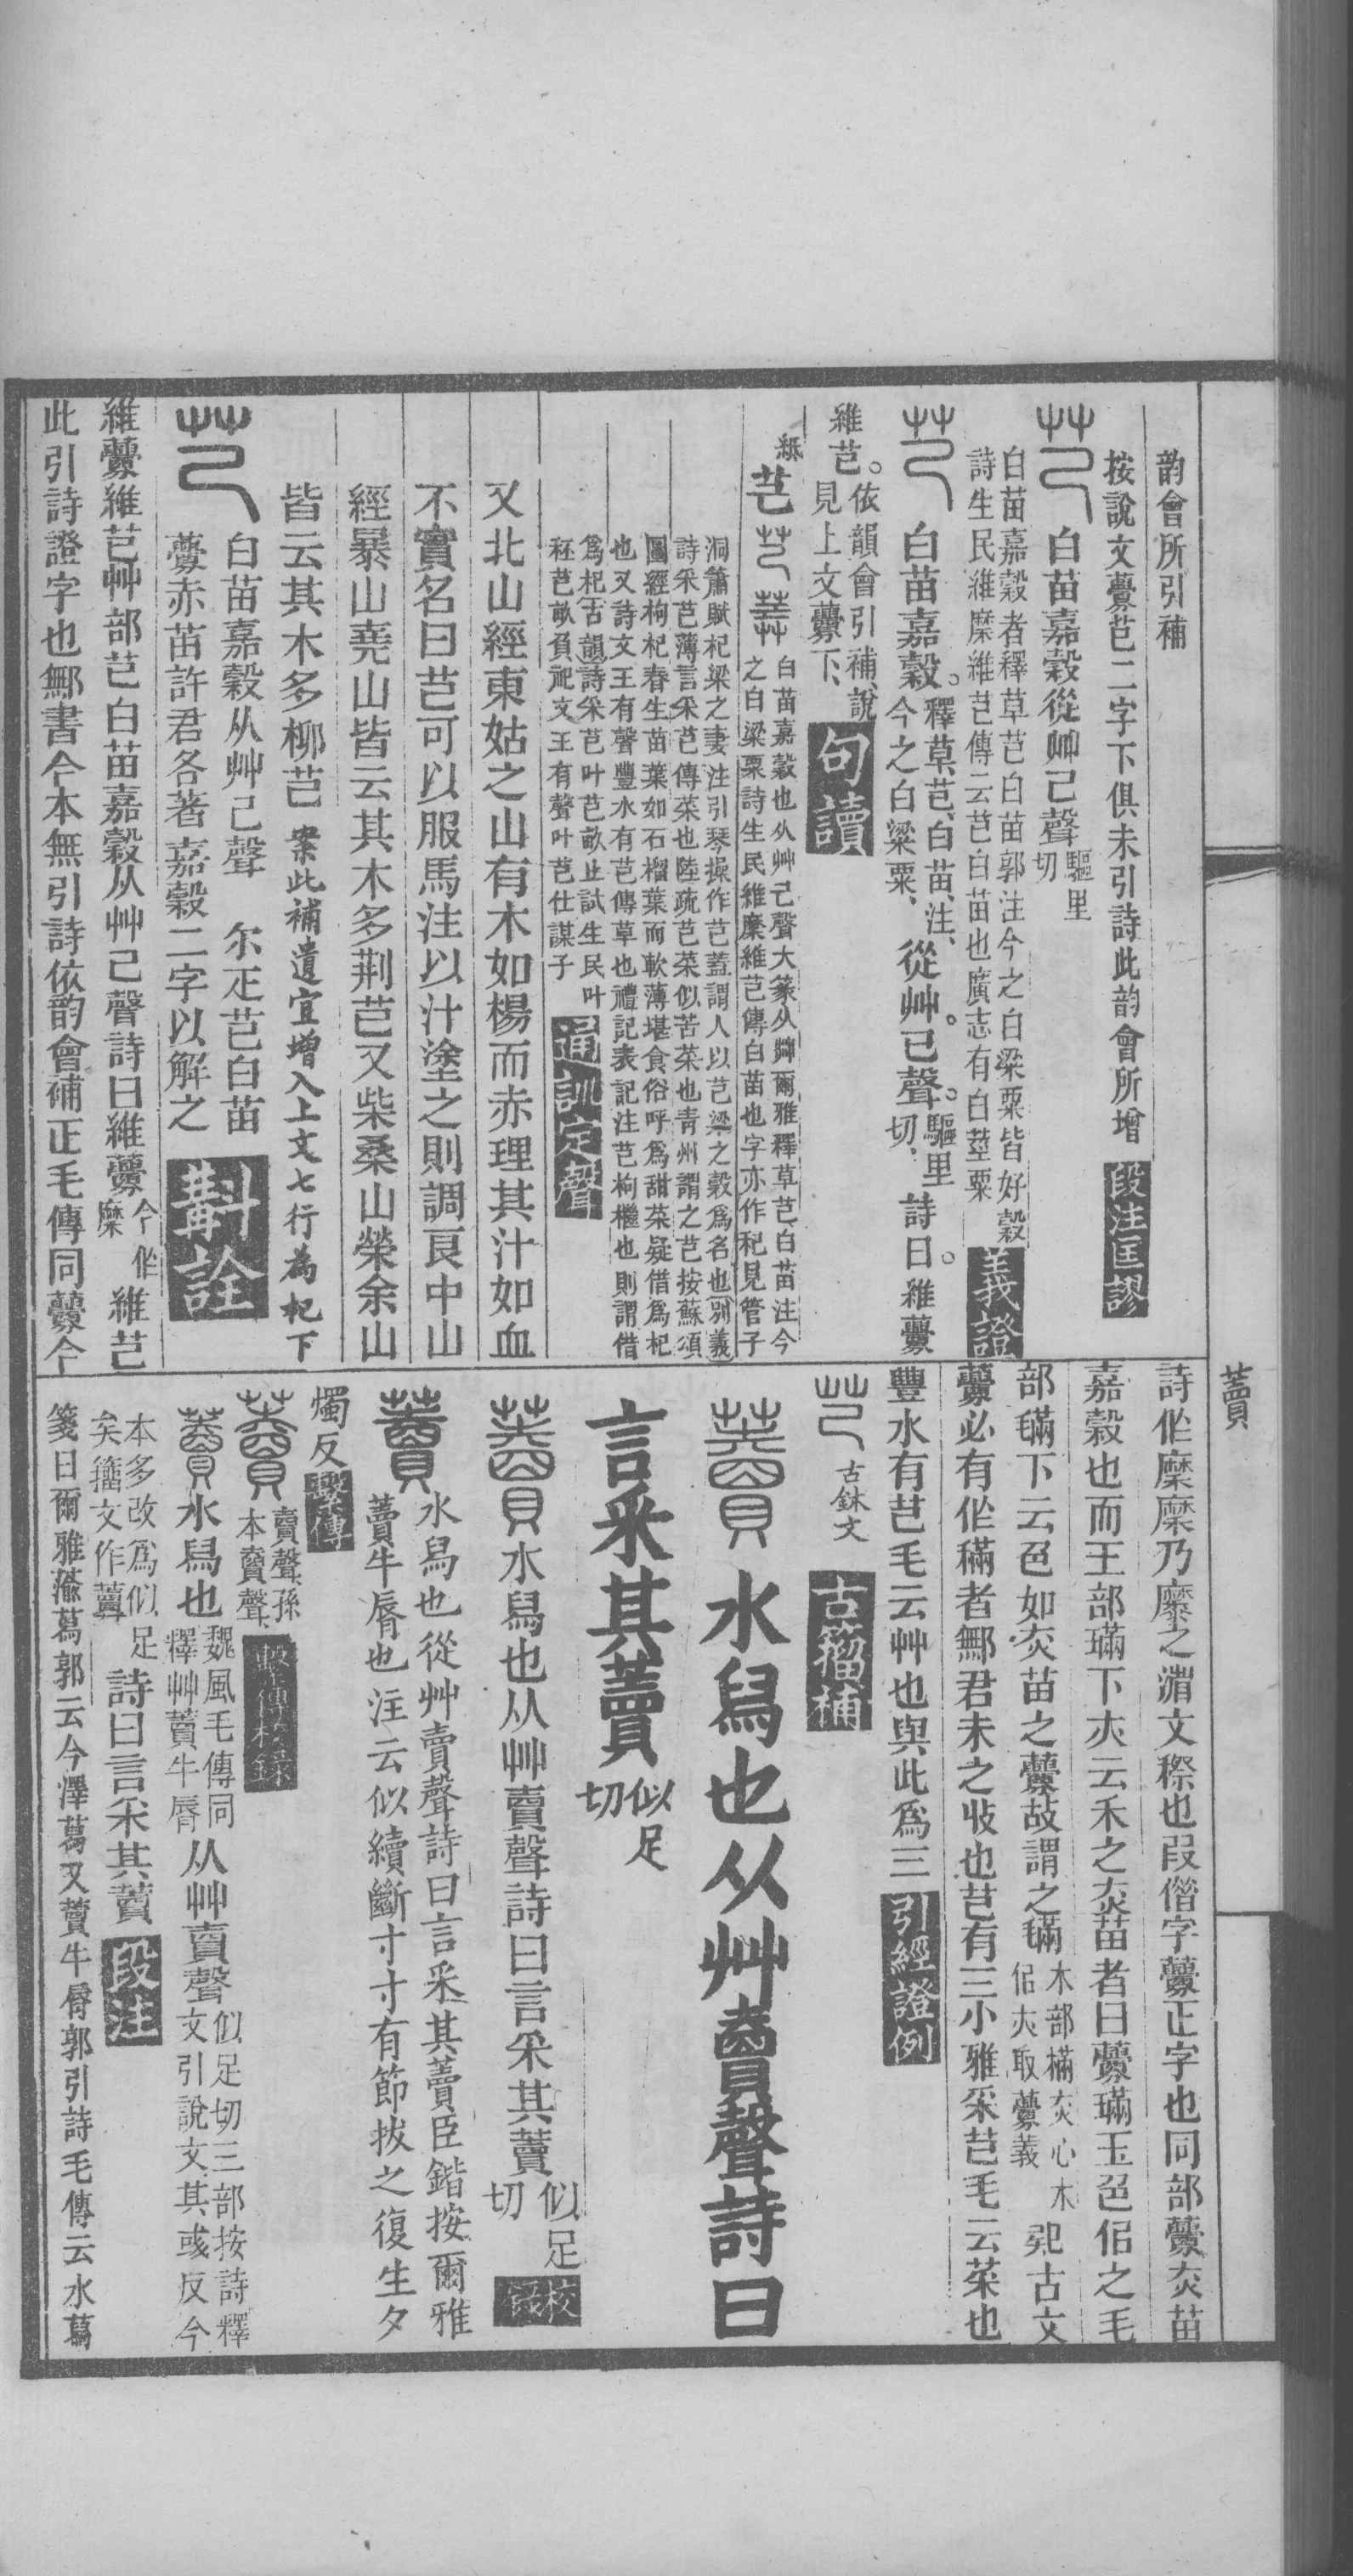 韵會所引補
按說文虋芑二字下俱未引詩此韵會所增
段注匡謬
芑
白苗嘉穀從艸己聲驅里切
白苗嘉穀者釋草芑白苗郭注今之白粱粟皆好穀
詩生民維穈維芑傳云芑白苗也廣志有白莖粟
義證
芑
白苗嘉穀。釋草、芑、白苗、注、今之白粱粟、從艸。己聲。驅里切、詩曰。維虋
維芑。依韻會引補、說見上文虋下、
句讀
芑
白苗嘉穀也从艸己聲大篆从茻爾雅釋草芑白苗注今
之白粱粟詩生民維穈維芑傳白苗也字亦作秬見管子
洞簫賦杞梁之妻注引琴操作芑蓋謂人以芑粱之穀爲名也別義
詩采芑薄言采芑傳菜也陸疏芑菜似苦菜也青州謂之芑按蘇頌
圖經枸杞春生苗葉如石榴葉而軟薄堪食俗呼爲甜菜疑借爲杞
也又詩文王有聲豐水有芑傳草也禮記表記注芑枸檵也則謂借
爲杞古韻詩采芑叶芑畝止試生民叶
秠芑畝負祀文王有聲叶芑仕謀子
通訓定聲
又北山經東姑之山有木如楊而赤理其汁如血
不實名曰芑可以服馬注以汁塗之則調良中山
經暴山堯山皆云其木多荆芑又柴桑山榮余山
皆云其木多柳芑案此補遺宜增入上文七行為杞下
芑
白苗嘉穀从艸己聲 尔疋芑白苗
虋赤苗許君各著嘉穀二字以解之
斠詮
維虋維芑艸部芑白苗嘉穀从艸己聲詩曰維虋今作穈維芑
此引詩證字也鄦書今本無引詩依韵會補正毛傳同虋今
藚
詩作穈穈乃穈之渻文穄也叚借字虋正字也同部虋赤苗
嘉穀也而王部璊下亦云禾之赤苗者曰虋璊玉色佀之毛
部㒼下云色如赤苗之虋故謂之㒼木部樠赤心木佀亦取虋義䢃古文
虋必有作穈者鄦君未之收也芑有三小雅采芑毛云菜也
豐水有芑毛云艸也與此爲三
引經證例
芑
古鉥文
古籀補
藚
水舄也从艸賣聲詩曰
言采其藚似足切
藚
水舄也从艸賣聲詩曰言采其藚似足切
校錄
藚
水舄也從艸賣聲詩曰言采其藚臣鍇按爾雅
藚牛脣也注云似續斷寸寸有節拔之復生夕
燭反
繫傳
藚
賣聲孫本賣聲
繫傳校錄
藚
水舄也魏風毛傳同釋艸藚牛脣从艸賣聲似足切三部按詩釋文引說文其或反今
本多改爲似足矣籒文作藚詩曰言采其藚
段注
箋曰爾雅蕍舄郭云今澤舄又藚牛脣郭引詩毛傳云水舄